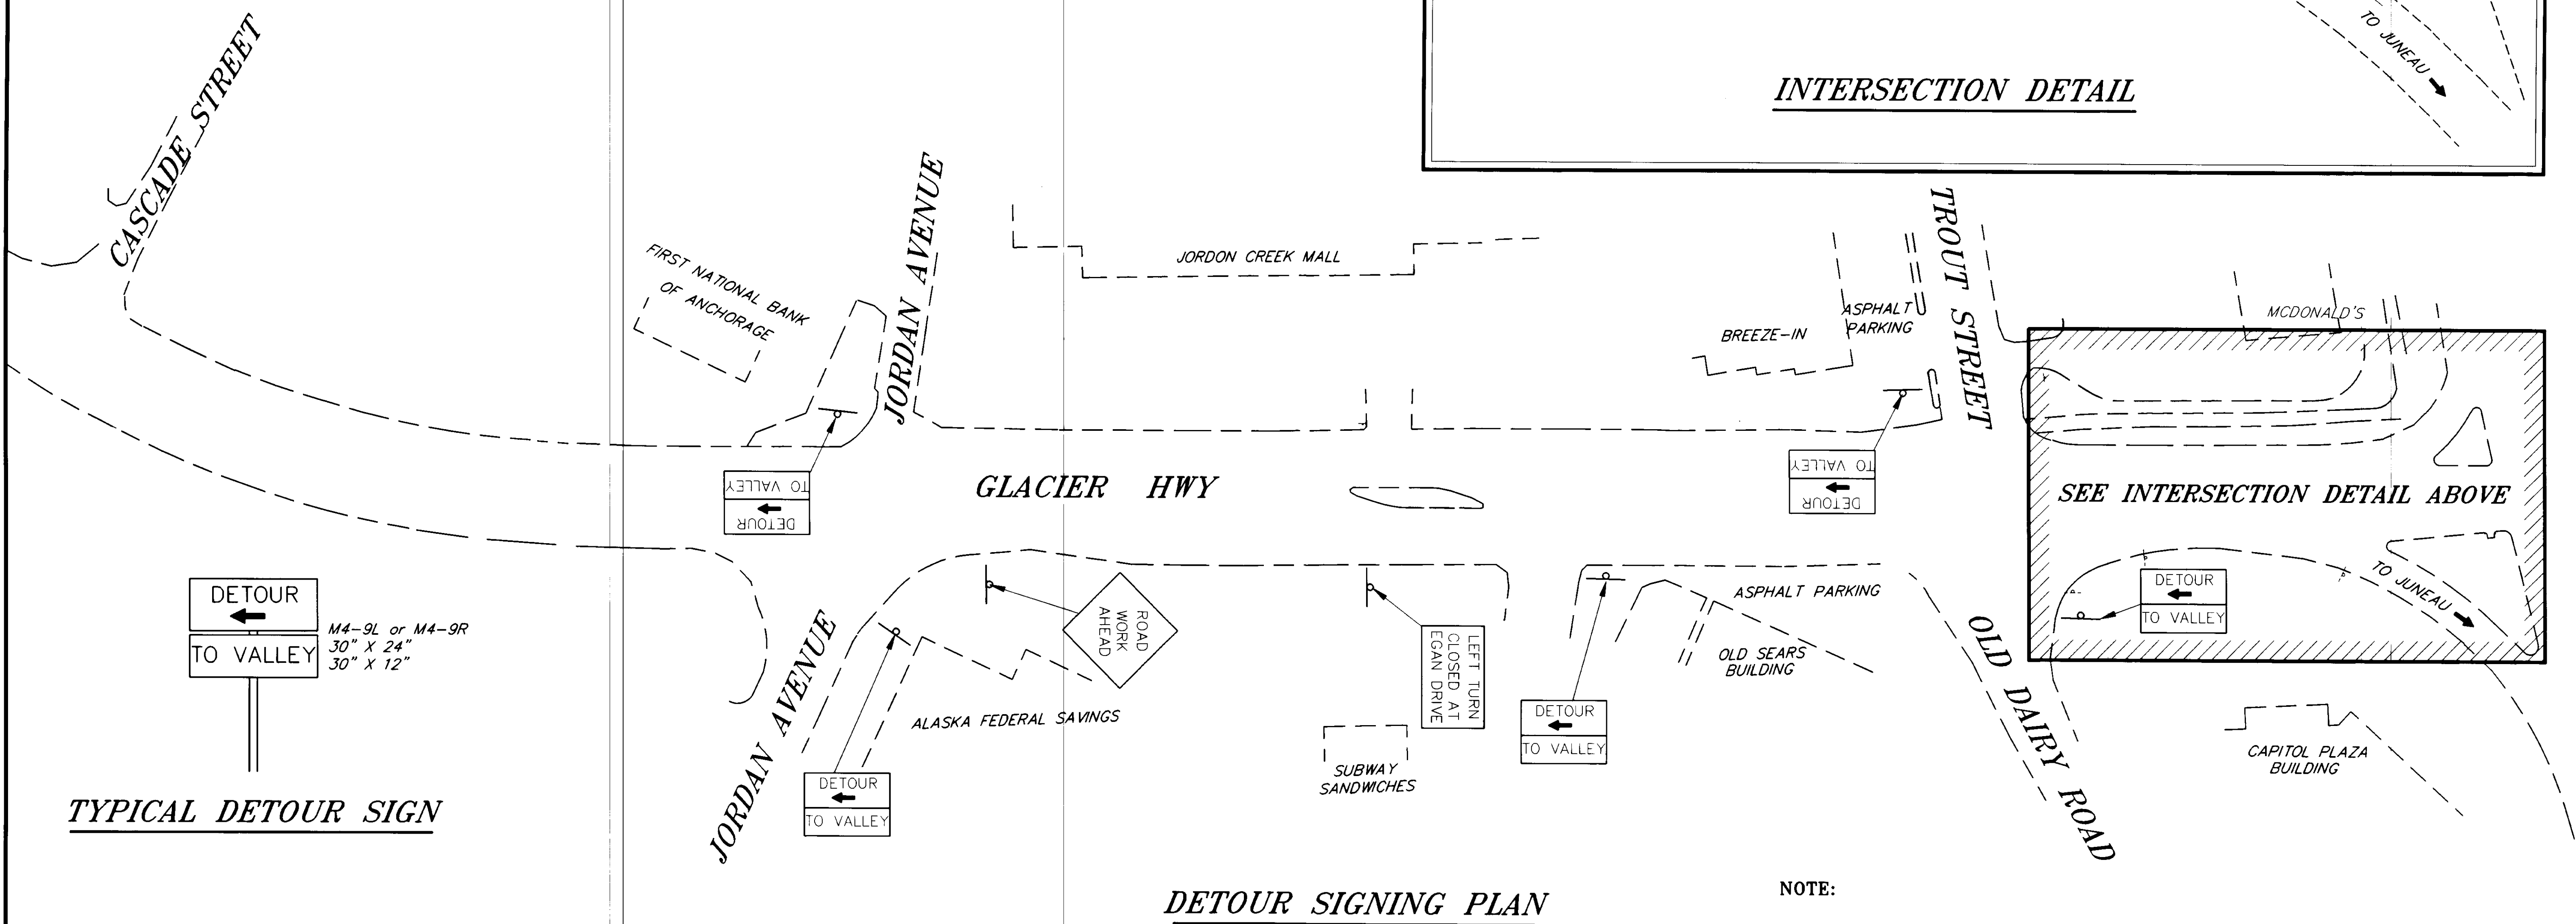 TO JUNEAU
INTERSECTION DETAIL
CASCADE STREET
FIRST NATIONAL BANK
OF ANCHORAGE
JORDAN AVENUE
JORDON CREEK MALL
BREEZE-IN
ASPHALT
PARKING
TROUT STREET
MCDONALD'S
TO VALLEY
DETOUR
GLACIER HWY
TO VALLEY
DETOUR
SEE INTERSECTION DETAIL ABOVE
DETOUR
TO VALLEY
M4-9L or M4-9R
30" X 24"
30" X 12"
TYPICAL DETOUR SIGN
JORDAN AVENUE
DETOUR
TO VALLEY
ALASKA FEDERAL SAVINGS
ROAD
WORK
AHEAD
LEFT TURN
CLOSED AT
EGAN DRIVE
SUBWAY
SANDWICHES
DETOUR
TO VALLEY
ASPHALT PARKING
OLD SEARS
BUILDING
OLD DAIRY ROAD
DETOUR
TO VALLEY
TO JUNEAU
CAPITOL PLAZA
BUILDING
DETOUR SIGNING PLAN
NOTE: